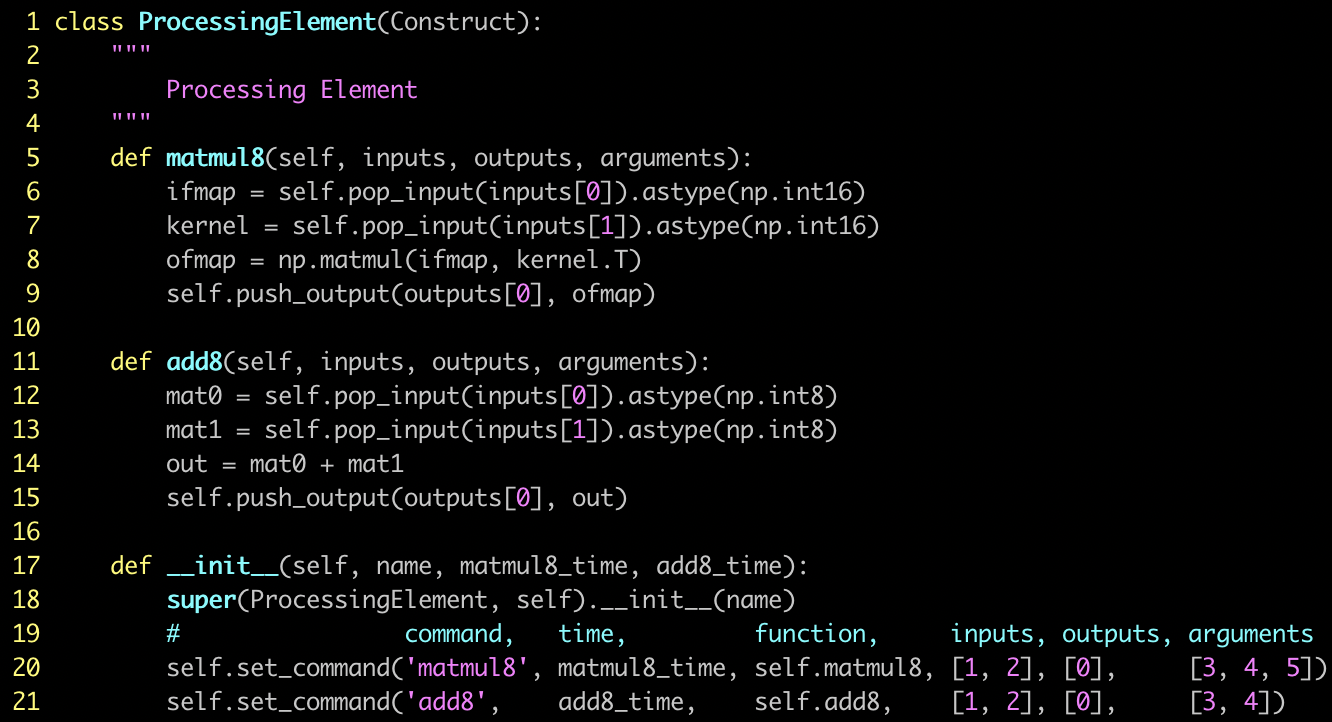 1 class ProcessingElement(Construct):
2     """
3         Processing Element
4     """
5     def matmul8(self, inputs, outputs, arguments):
6         ifmap = self.pop_input(inputs[0]).astype(np.int16)
7         kernel = self.pop_input(inputs[1]).astype(np.int16)
8         ofmap = np.matmul(ifmap, kernel.T)
9         self.push_output(outputs[0], ofmap)
10
11     def add8(self, inputs, outputs, arguments):
12         mat0 = self.pop_input(inputs[0]).astype(np.int8)
13         mat1 = self.pop_input(inputs[1]).astype(np.int8)
14         out = mat0 + mat1
15         self.push_output(outputs[0], out)
16
17     def __init__(self, name, matmul8_time, add8_time):
18         super(ProcessingElement, self).__init__(name)
19         #                command,   time,         function,     inputs, outputs, arguments
20         self.set_command('matmul8', matmul8_time, self.matmul8, [1, 2], [0],     [3, 4, 5])
21         self.set_command('add8',    add8_time,    self.add8,    [1, 2], [0],     [3, 4])